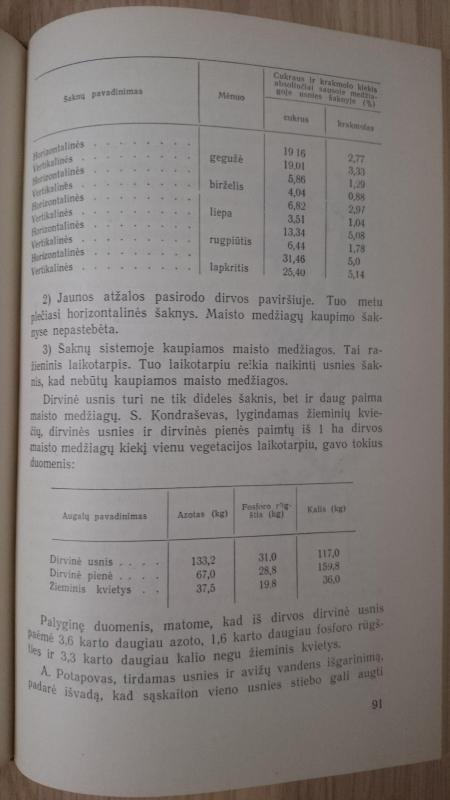 Šaknų pavadinimas Mėnuo Cukraus ir krakmolo kiekis
absoliučiai sausoje medžia-
goje usnies šaknyje (%)
cukrus krakmolas
Horizontalinės . . . . . . . . gegužė 19 16 2,77
Vertikalinės . . . . . . . . 19,01 3,33
Horizontalinės . . . . . . . . birželis 5,86 1,29
Vertikalinės . . . . . . . . 4,04 0,88
Horizontalinės . . . . . . . . liepa 6,82 2,97
Vertikalinės . . . . . . . . 3,51 1,04
Horizontalinės . . . . . . . . rugpiūtis 13,34 5,08
Vertikalinės . . . . . . . . 6,44 1,78
Horizontalinės . . . . . . . . lapkritis 31,46 5,0
Vertikalinės . . . . . . . . 25,40 5,14
2) Jaunos atžalos pasirodo dirvos paviršiuje. Tuo metu
plečiasi horizontalinės šaknys. Maisto medžiagų kaupimo šak-
nyse nepastebėta.
3) Šaknų sistemoje kaupiamos maisto medžiagos. Tai ra-
žieninis laikotarpis. Tuo laikotarpiu reikia naikinti usnies šak-
nis, kad nebūtų kaupiamos maisto medžiagos.
Dirvinė usnis turi ne tik dideles šaknis, bet ir daug paima
maisto medžiagų. S. Kondraševas, lygindamas žieminių kvie-
čių, dirvinės usnies ir dirvinės pienės paimtų iš 1 ha dirvos
maisto medžiagų kiekį vienu vegetacijos laikotarpiu, gavo tokius
duomenis:
Augalų pavadinimas Azotas (kg) Fosforo rūg-
štis (kg) Kalis (kg)
Dirvinė usnis . . . . 133,2 31,0 117,0
Dirvinė pienė . . . . 67,0 28,8 159,8
Žieminis kvietys . . 37,5 19,8 36,0
Palyginę duomenis, matome, kad iš dirvos dirvinė usnis
paėmė 3,6 karto daugiau azoto, 1,6 karto daugiau fosforo rūgš-
ties ir 3,3 karto daugiau kalio negu žieminis kvietys.
A. Potapovas, tirdamas usnies ir avižų vandens išgarinimą,
padarė išvadą, kad sąskaiton vieno usnies stiebo gali augti
91